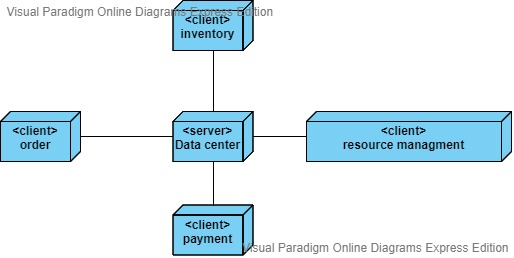 Visual Paradigm Online Diagrams Express Edition
<client>
inventory
<client>
order
<server>
Data center
<client>
resource managment
<client>
payment
Visual Paradigm Online Diagrams Express Edition